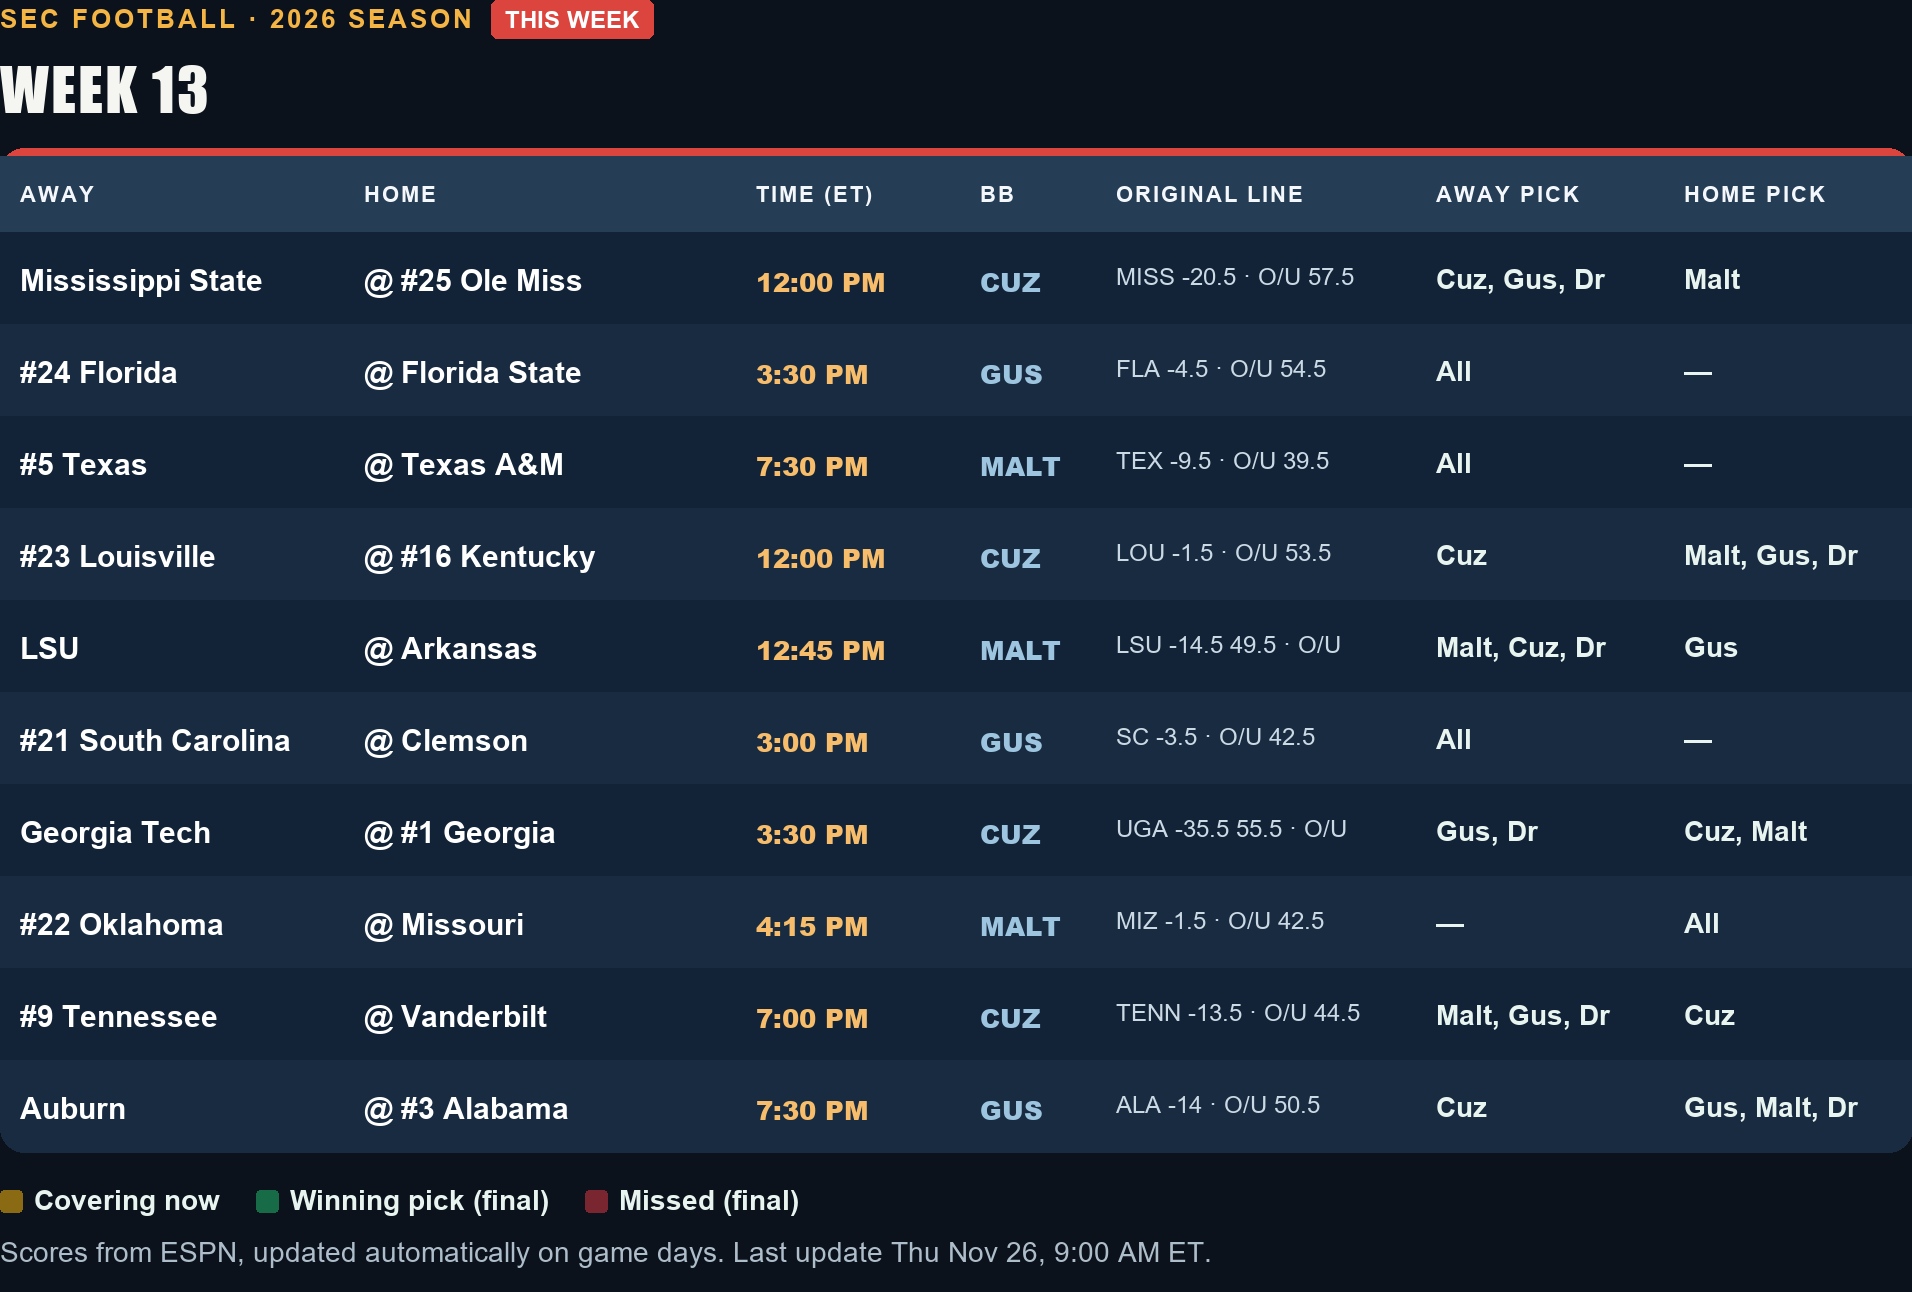 SEC FOOTBALL · 2026 SEASON THIS WEEK
WEEK 13
AWAY HOME TIME (ET) BB ORIGINAL LINE AWAY PICK HOME PICK
Mississippi State @ #25 Ole Miss 12:00 PM CUZ MISS -20.5 · O/U 57.5 Cuz, Gus, Dr Malt
#24 Florida @ Florida State 3:30 PM GUS FLA -4.5 · O/U 54.5 All —
#5 Texas @ Texas A&M 7:30 PM MALT TEX -9.5 · O/U 39.5 All —
#23 Louisville @ #16 Kentucky 12:00 PM CUZ LOU -1.5 · O/U 53.5 Cuz Malt, Gus, Dr
LSU @ Arkansas 12:45 PM MALT LSU -14.5 49.5 · O/U Malt, Cuz, Dr Gus
#21 South Carolina @ Clemson 3:00 PM GUS SC -3.5 · O/U 42.5 All —
Georgia Tech @ #1 Georgia 3:30 PM CUZ UGA -35.5 55.5 · O/U Gus, Dr Cuz, Malt
#22 Oklahoma @ Missouri 4:15 PM MALT MIZ -1.5 · O/U 42.5 — All
#9 Tennessee @ Vanderbilt 7:00 PM CUZ TENN -13.5 · O/U 44.5 Malt, Gus, Dr Cuz
Auburn @ #3 Alabama 7:30 PM GUS ALA -14 · O/U 50.5 Cuz Gus, Malt, Dr
Covering now Winning pick (final) Missed (final)
Scores from ESPN, updated automatically on game days. Last update Thu Nov 26, 9:00 AM ET.